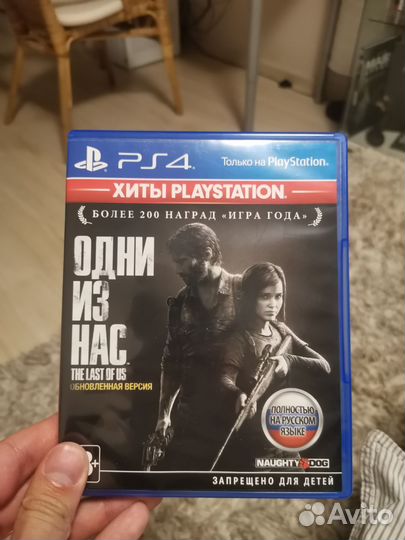 PS4
Только на PlayStation.
ХИТЫ PLAYSTATION
БОЛЕЕ 200 НАГРАД «ИГРА ГОДА»
ОДНИ
ИЗ
НАС
THE LAST OF US
ОБНОВЛЕННАЯ ВЕРСИЯ
ПОЛНОСТЬЮ
НА РУССКОМ
ЯЗЫКЕ
NAUGHTY DOG
ЗАПРЕЩЕНО ДЛЯ ДЕТЕЙ
Avito